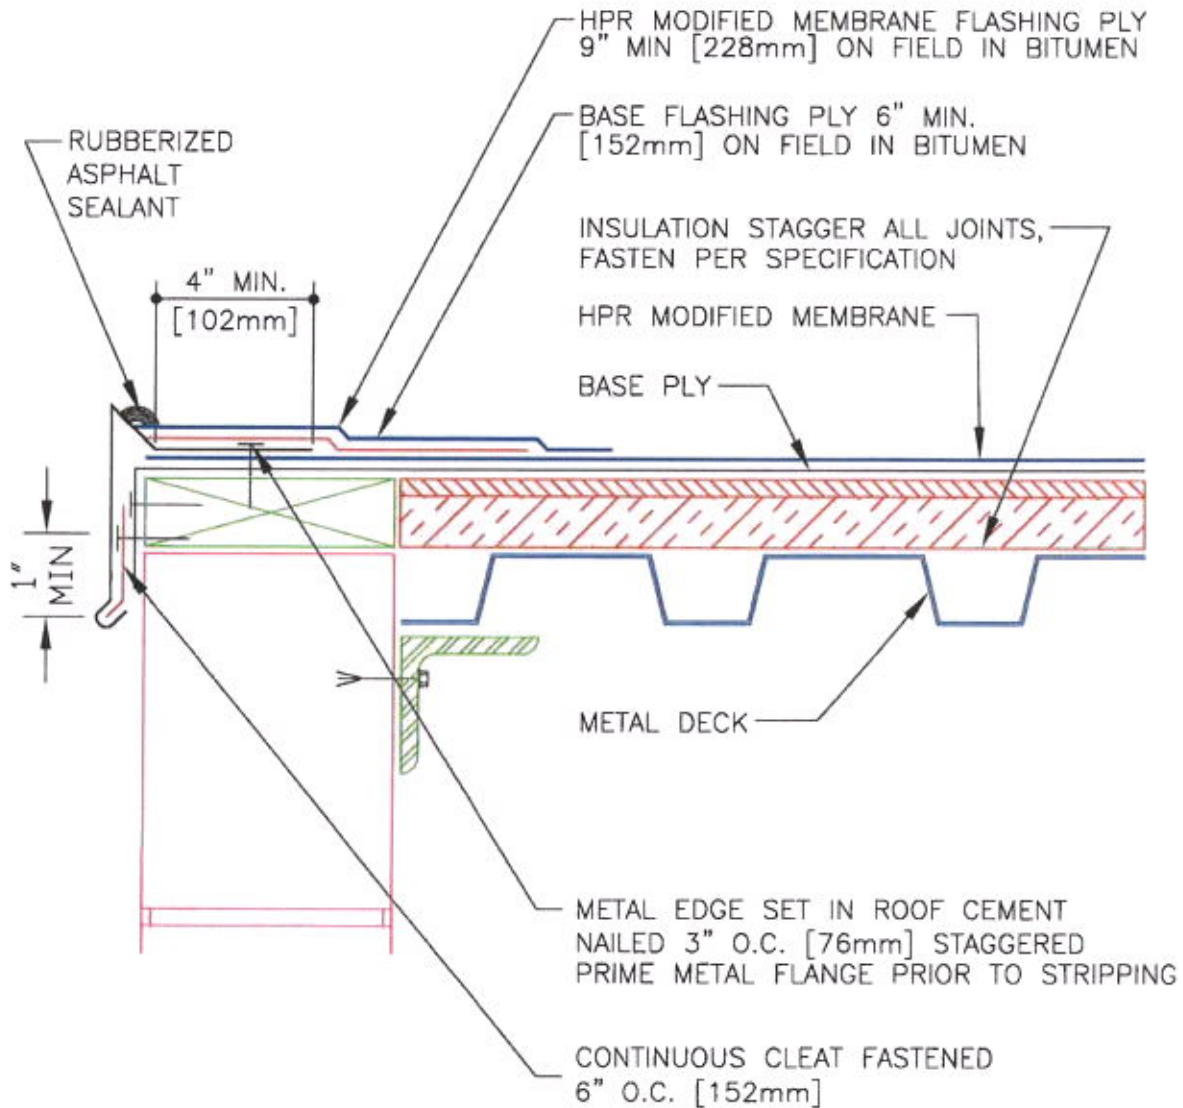 HPR MODIFIED MEMBRANE FLASHING PLY
9" MIN [228mm] ON FIELD IN BITUMEN
BASE FLASHING PLY 6" MIN.
[152mm] ON FIELD IN BITUMEN
RUBBERIZED
ASPHALT
SEALANT
INSULATION STAGGER ALL JOINTS,
FASTEN PER SPECIFICATION
4" MIN.
[102mm]
HPR MODIFIED MEMBRANE
BASE PLY
1"
MIN
METAL DECK
METAL EDGE SET IN ROOF CEMENT
NAILED 3" O.C. [76mm] STAGGERED
PRIME METAL FLANGE PRIOR TO STRIPPING
CONTINUOUS CLEAT FASTENED
6" O.C. [152mm]